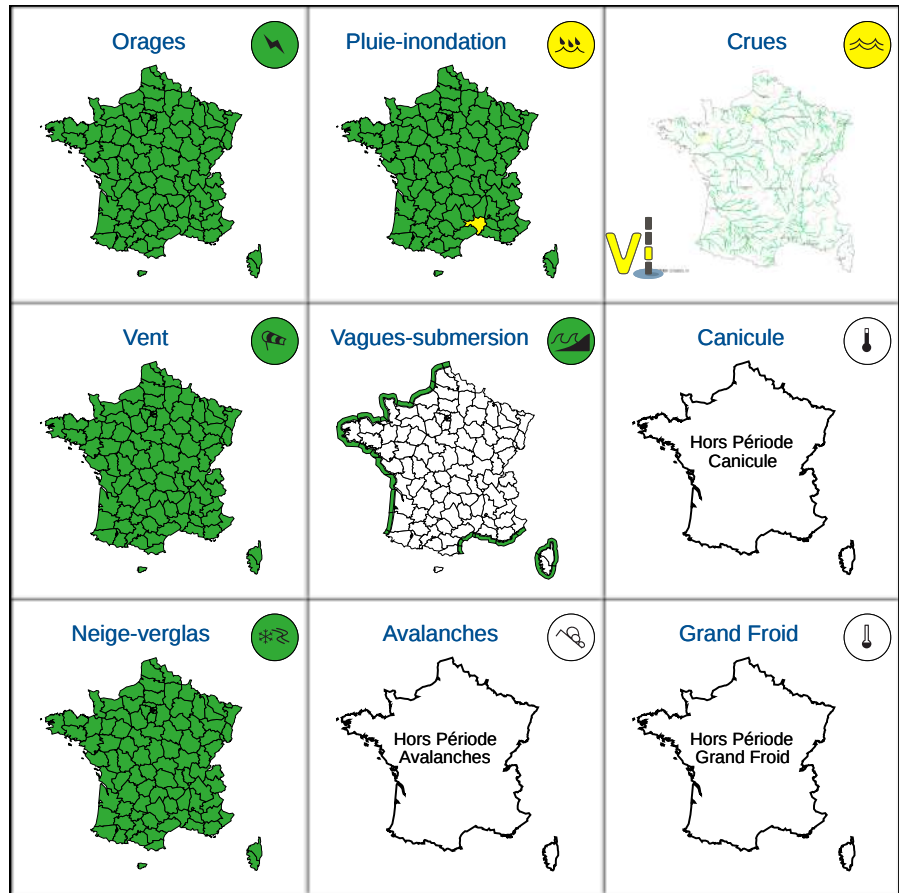 Orages
Pluie-inondation
Crues
Vi
Vent
Vagues-submersion
Canicule
Hors Période
Canicule
Neige-verglas
Avalanches
Hors Période
Avalanches
Grand Froid
Hors Période
Grand Froid